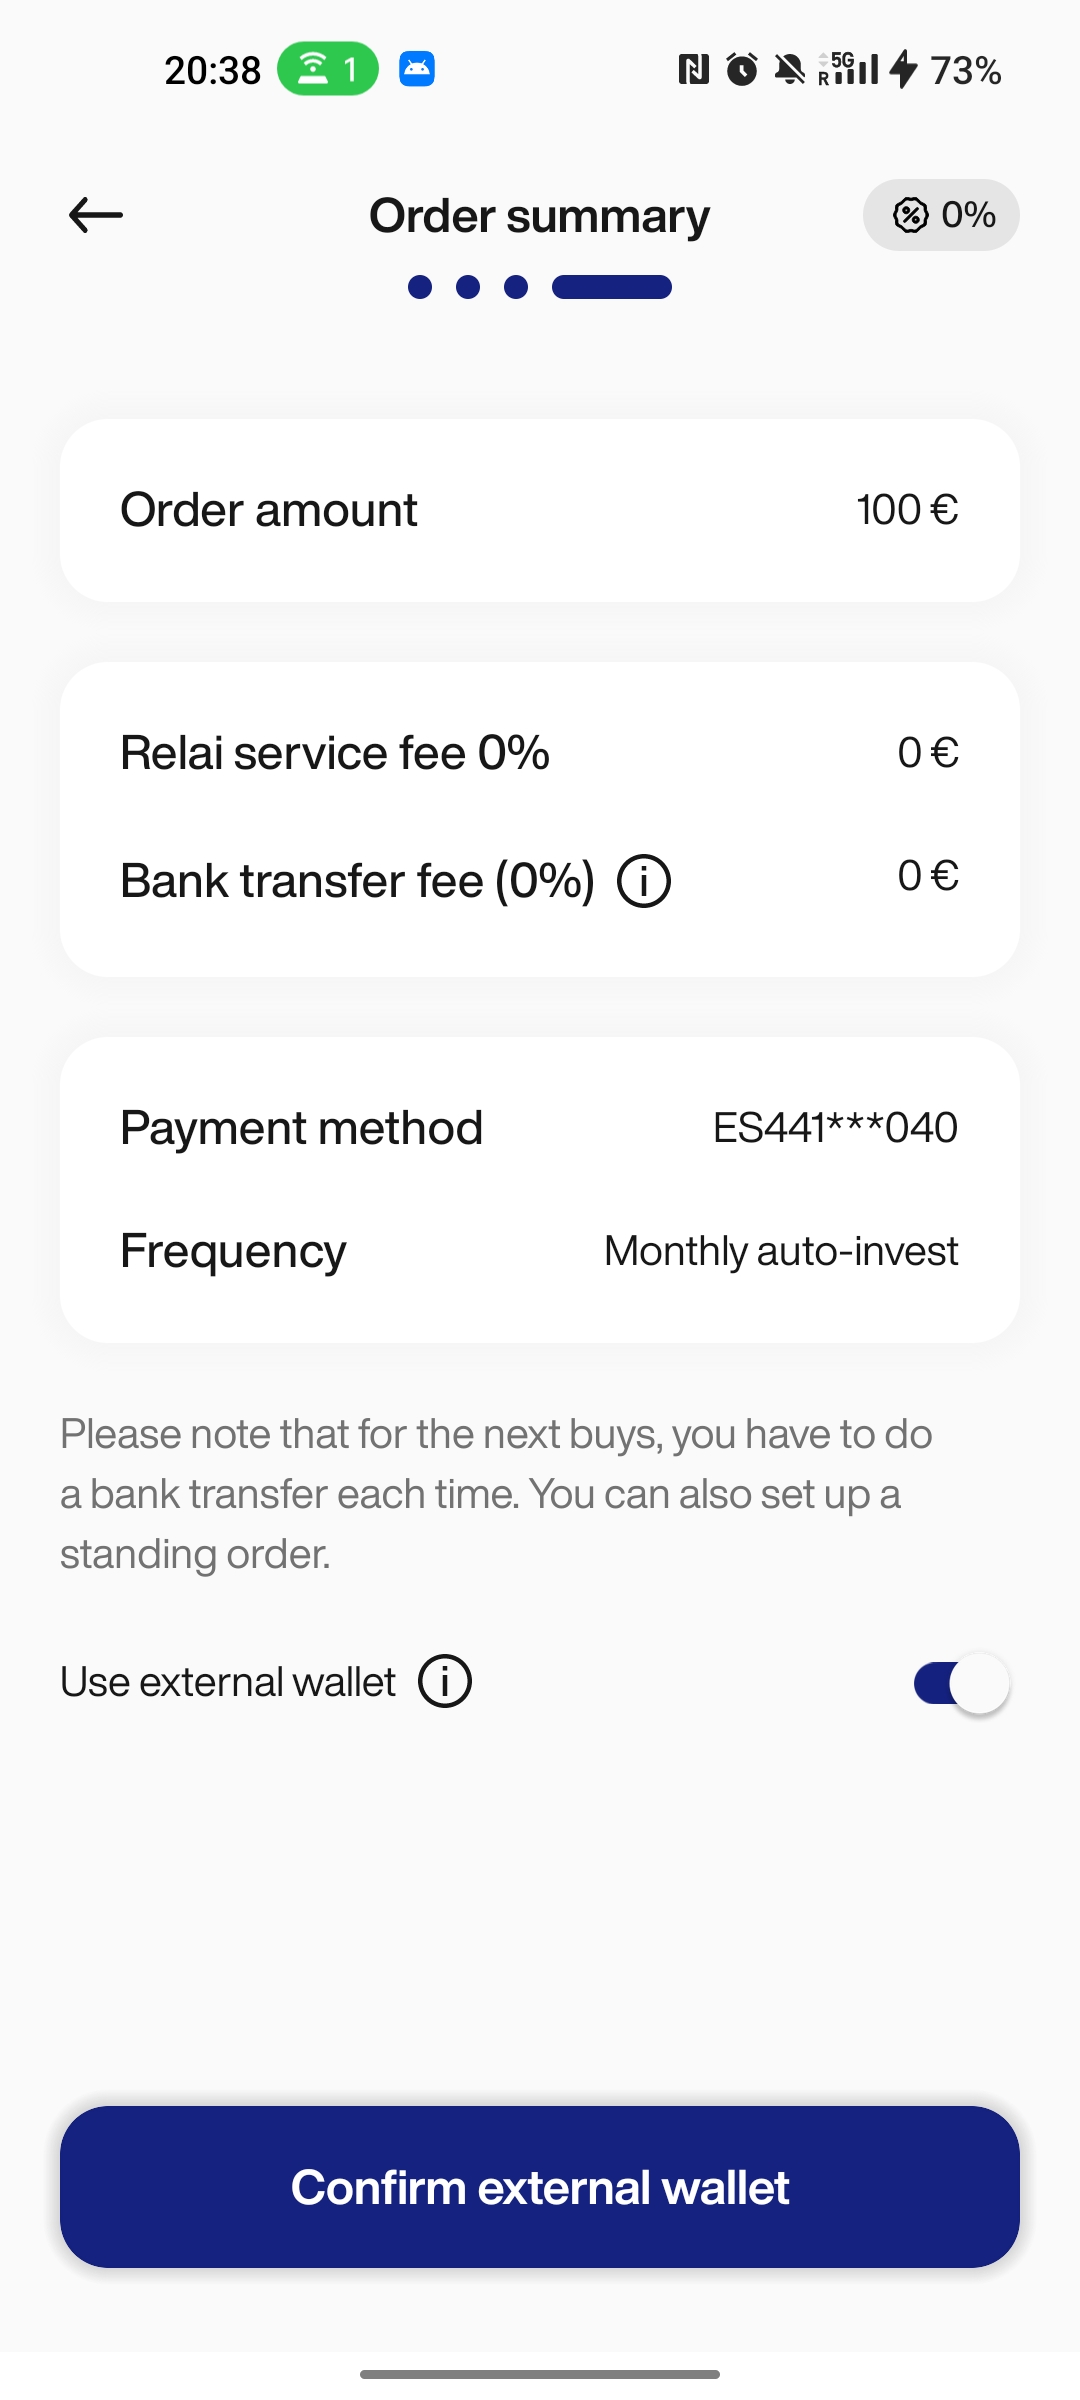 20:38 1 5G R 73%
Order summary 0%
Order amount 100 €
Relai service fee 0% 0 €
Bank transfer fee (0%) i 0 €
Payment method ES441***040
Frequency Monthly auto-invest
Please note that for the next buys, you have to do
a bank transfer each time. You can also set up a
standing order.
Use external wallet i
Confirm external wallet